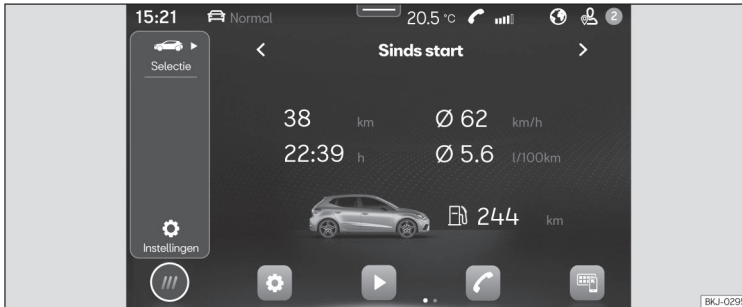 15:21 Normal 20.5 °C 2
Selectie
Sinds start
38 km Ø 62 km/h
22:39 h Ø 5.6 l/100km
244 km
Instellingen
BKJ-0295